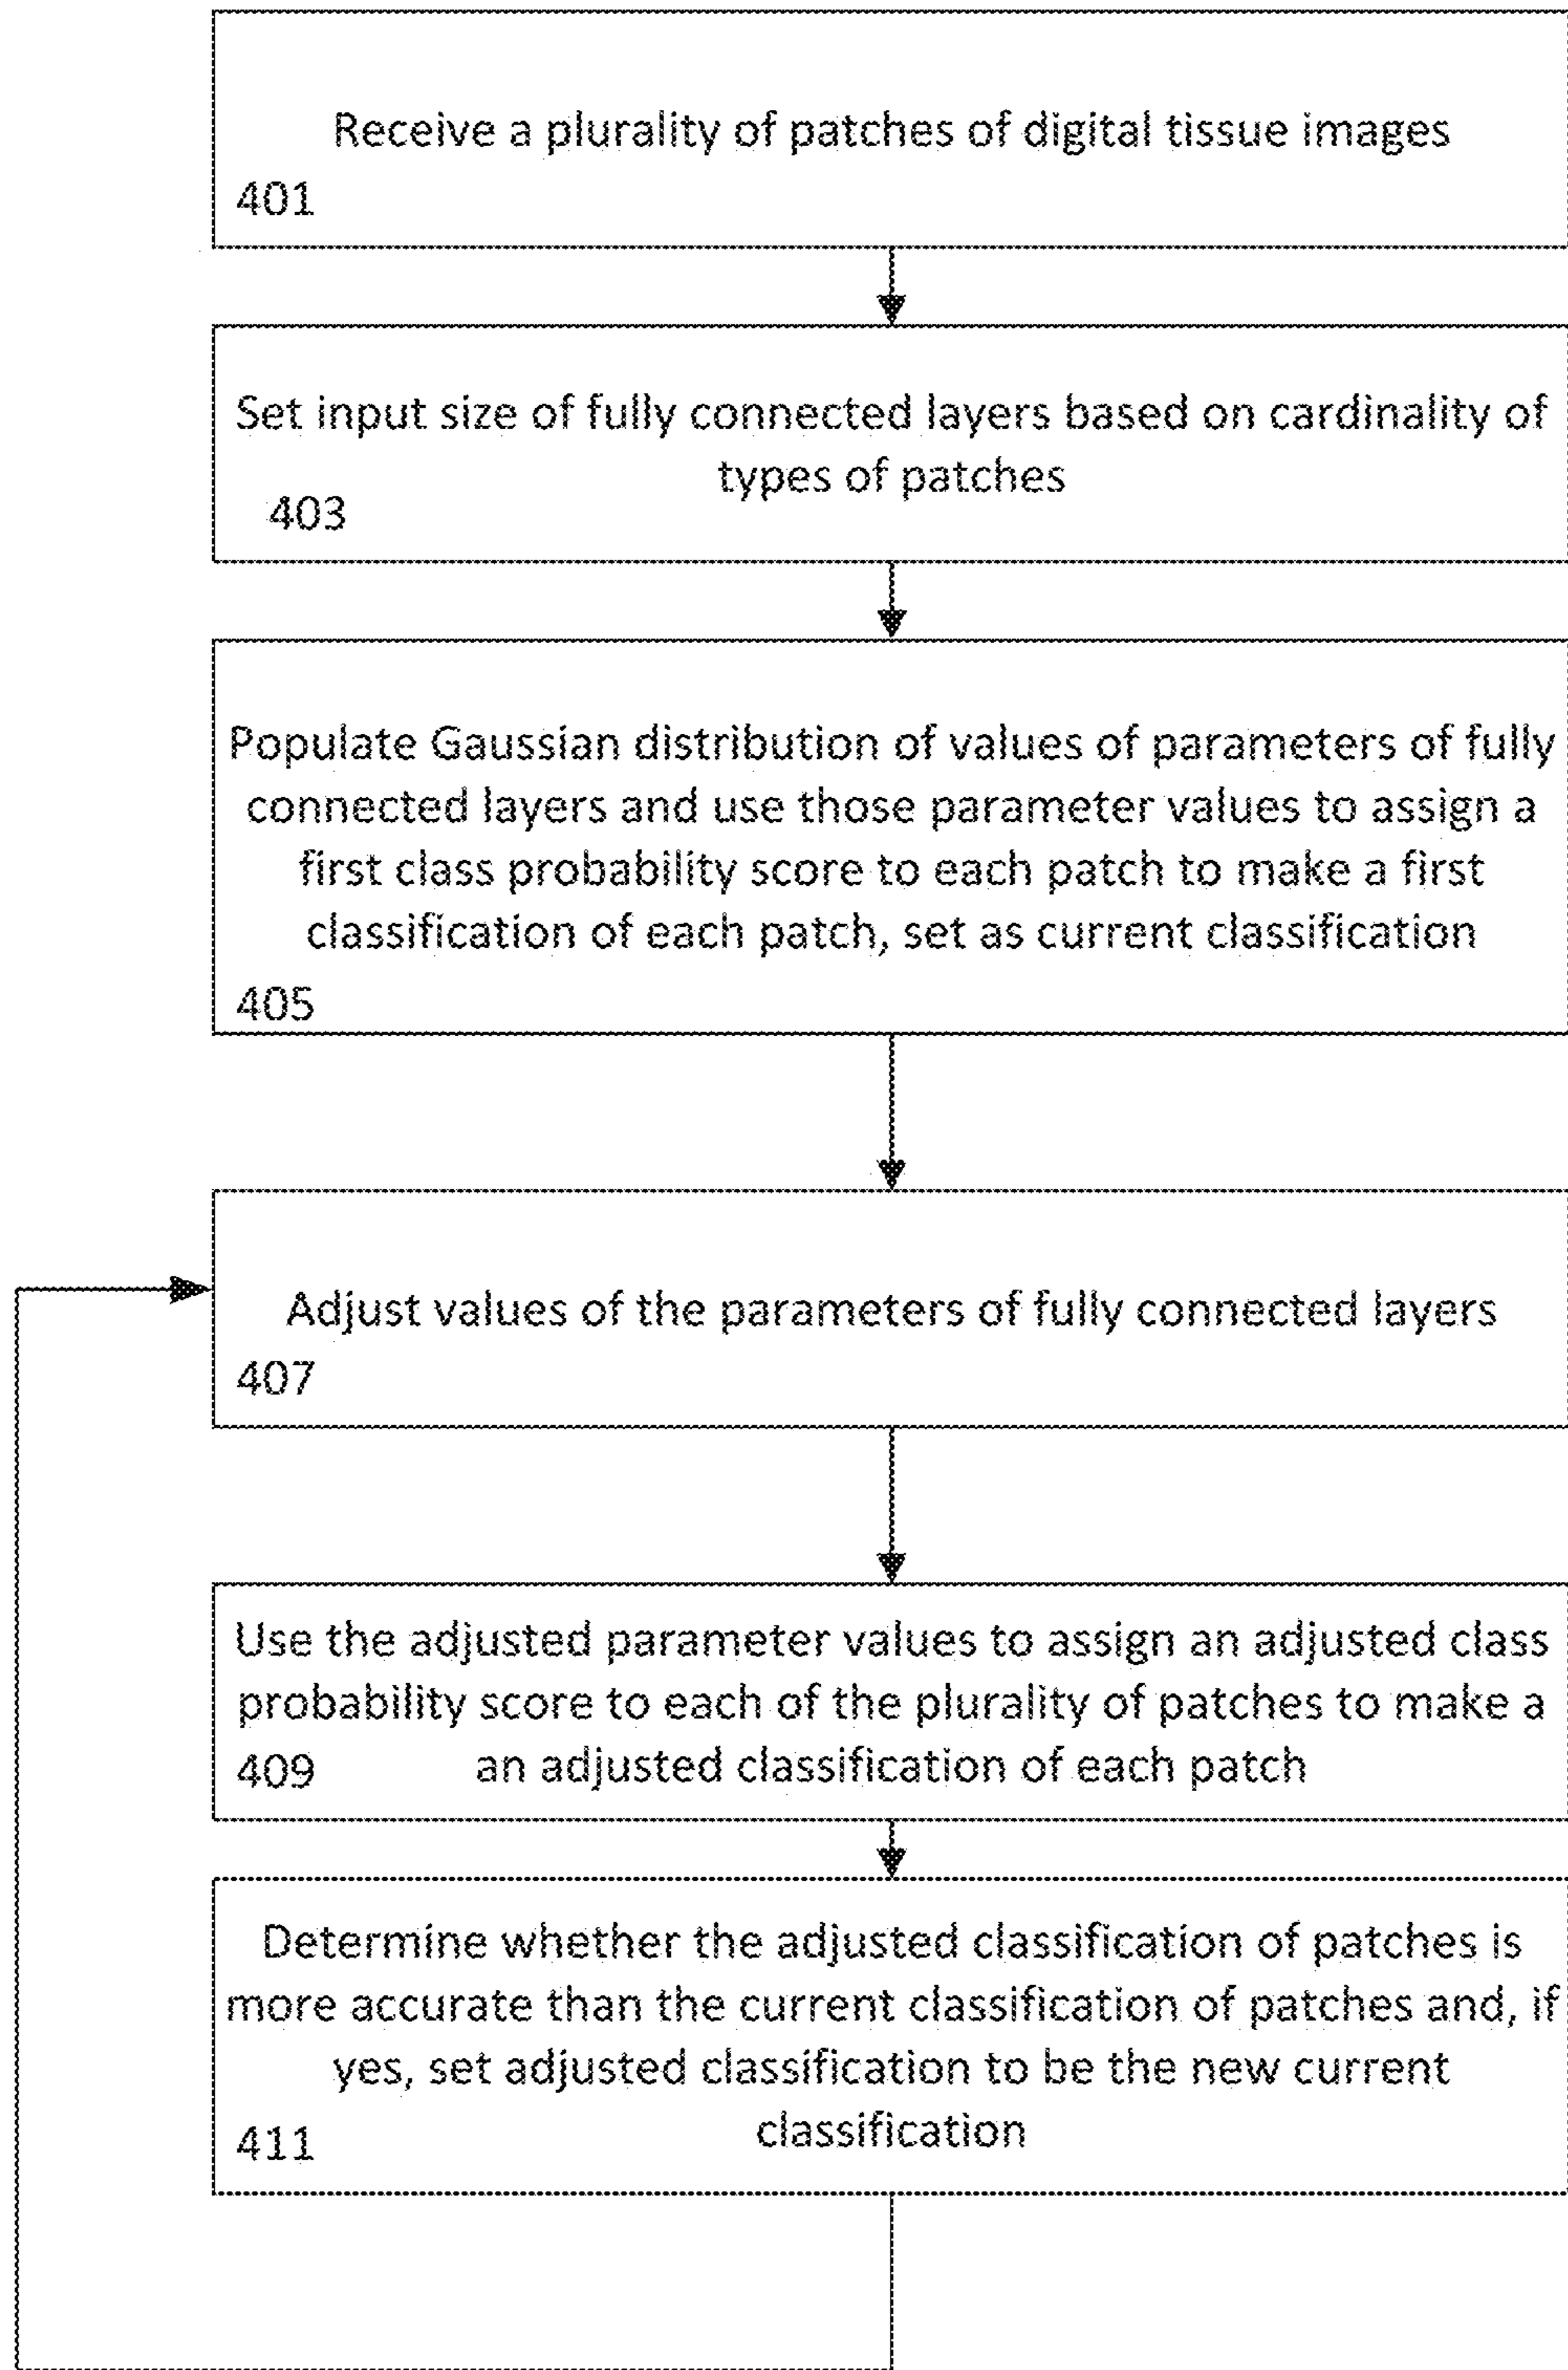 Receive a plurality of patches of digital tissue images
401
Set input size of fully connected layers based on cardinality of
types of patches
403
Populate Gaussian distribution of values of parameters of fully
connected layers and use those parameter values to assign a
first class probability score to each patch to make a first
classification of each patch, set as current classification
405
Adjust values of the parameters of fully connected layers
407
Use the adjusted parameter values to assign an adjusted class
probability score to each of the plurality of patches to make a
409 an adjusted classification of each patch
Determine whether the adjusted classification of patches is
more accurate than the current classification of patches and, if
yes, set adjusted classification to be the new current
classification
411